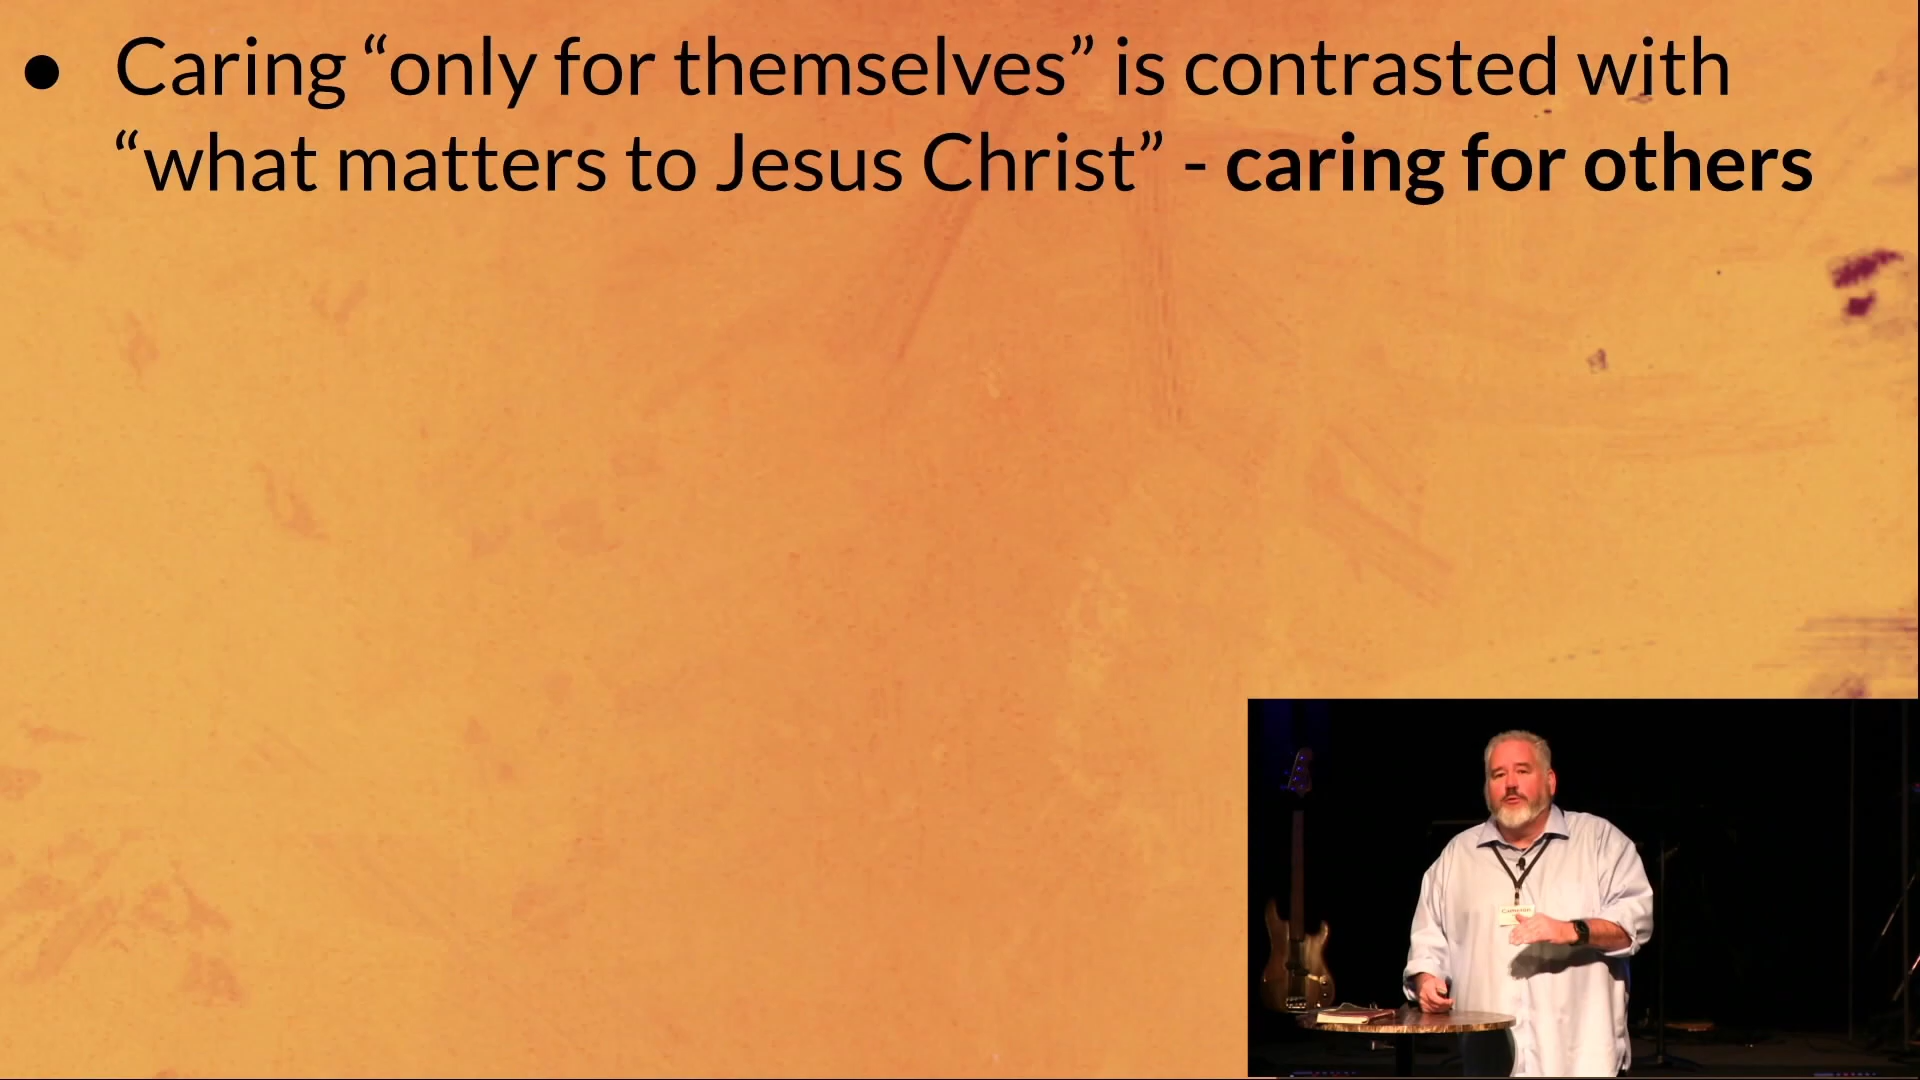 ● Caring “only for themselves” is contrasted with
“what matters to Jesus Christ” - caring for others